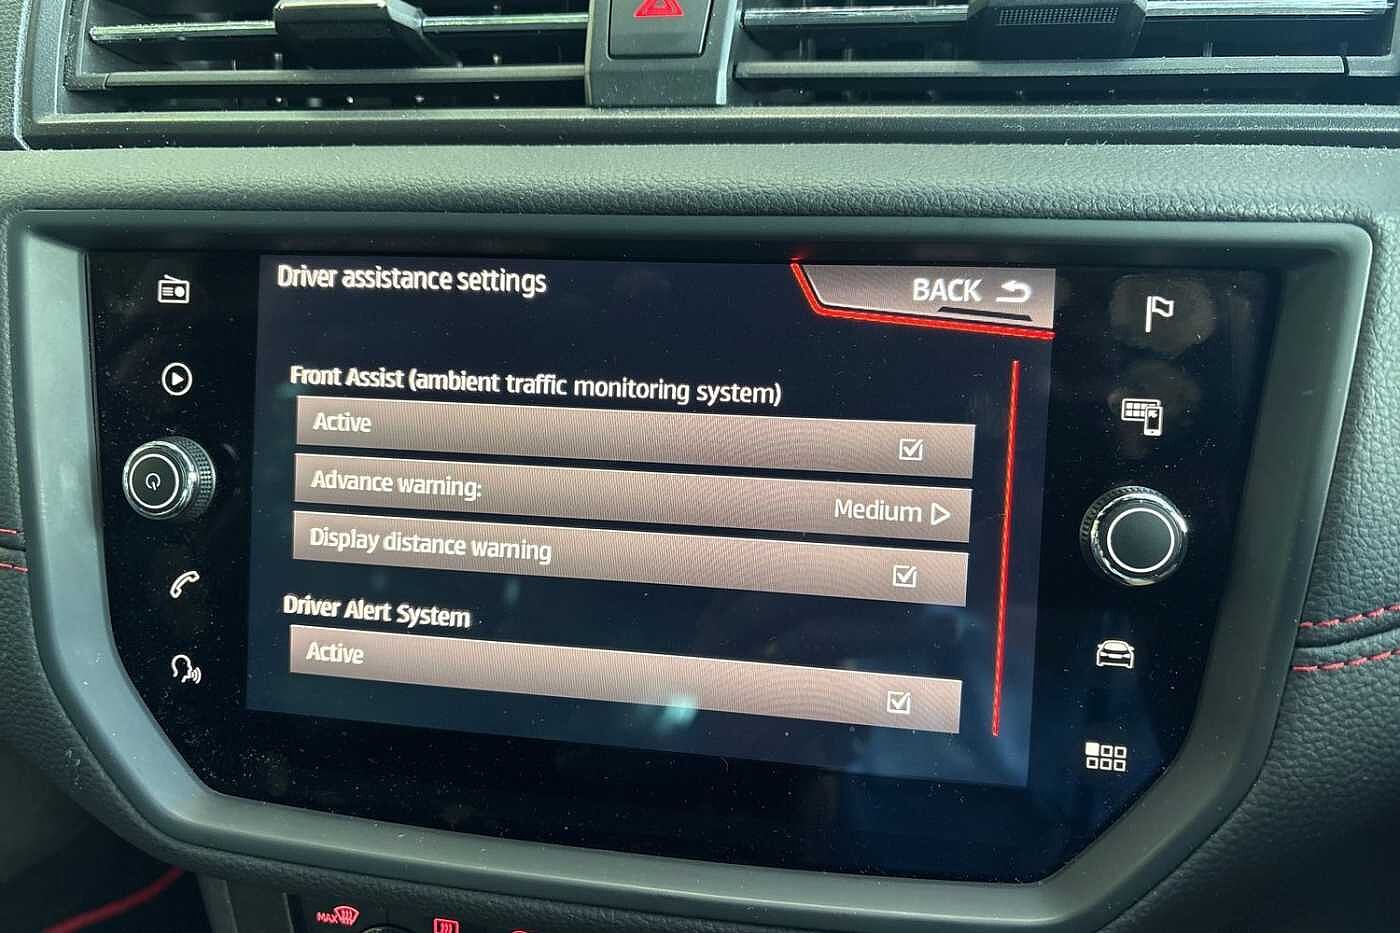 Driver assistance settings
BACK
Front Assist (ambient traffic monitoring system)
Active
Advance warning:
Medium
Display distance warning
Driver Alert System
Active
MAX